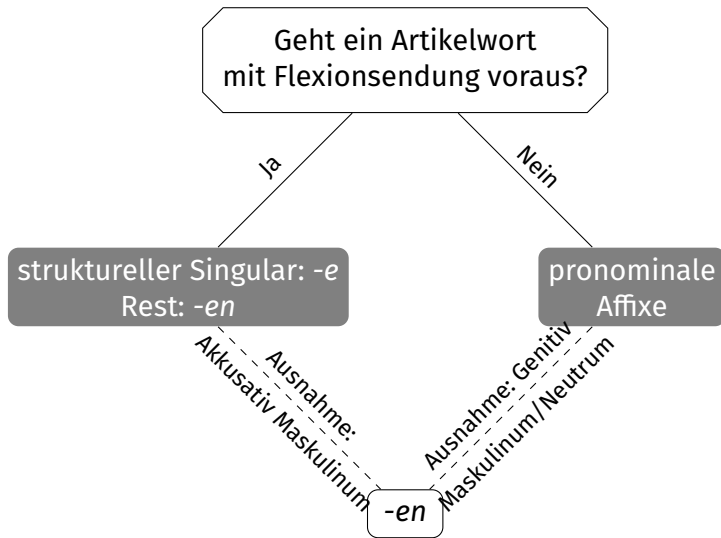 Geht ein Artikelwort
mit Flexionsendung voraus?
Ja
Nein
struktureller Singular: -e
Rest: -en
pronominale
Affixe
Ausnahme:
Akkusativ Maskulinum
Ausnahme: Genitiv
Maskulinum/Neutrum
-en